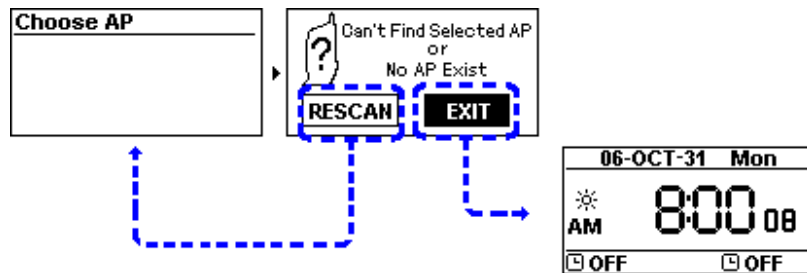 Choose AP
?
Can't Find Selected AP
or
No AP Exist
RESCAN
EXIT
06-OCT-31 Mon
AM 8:00 08
OFF OFF